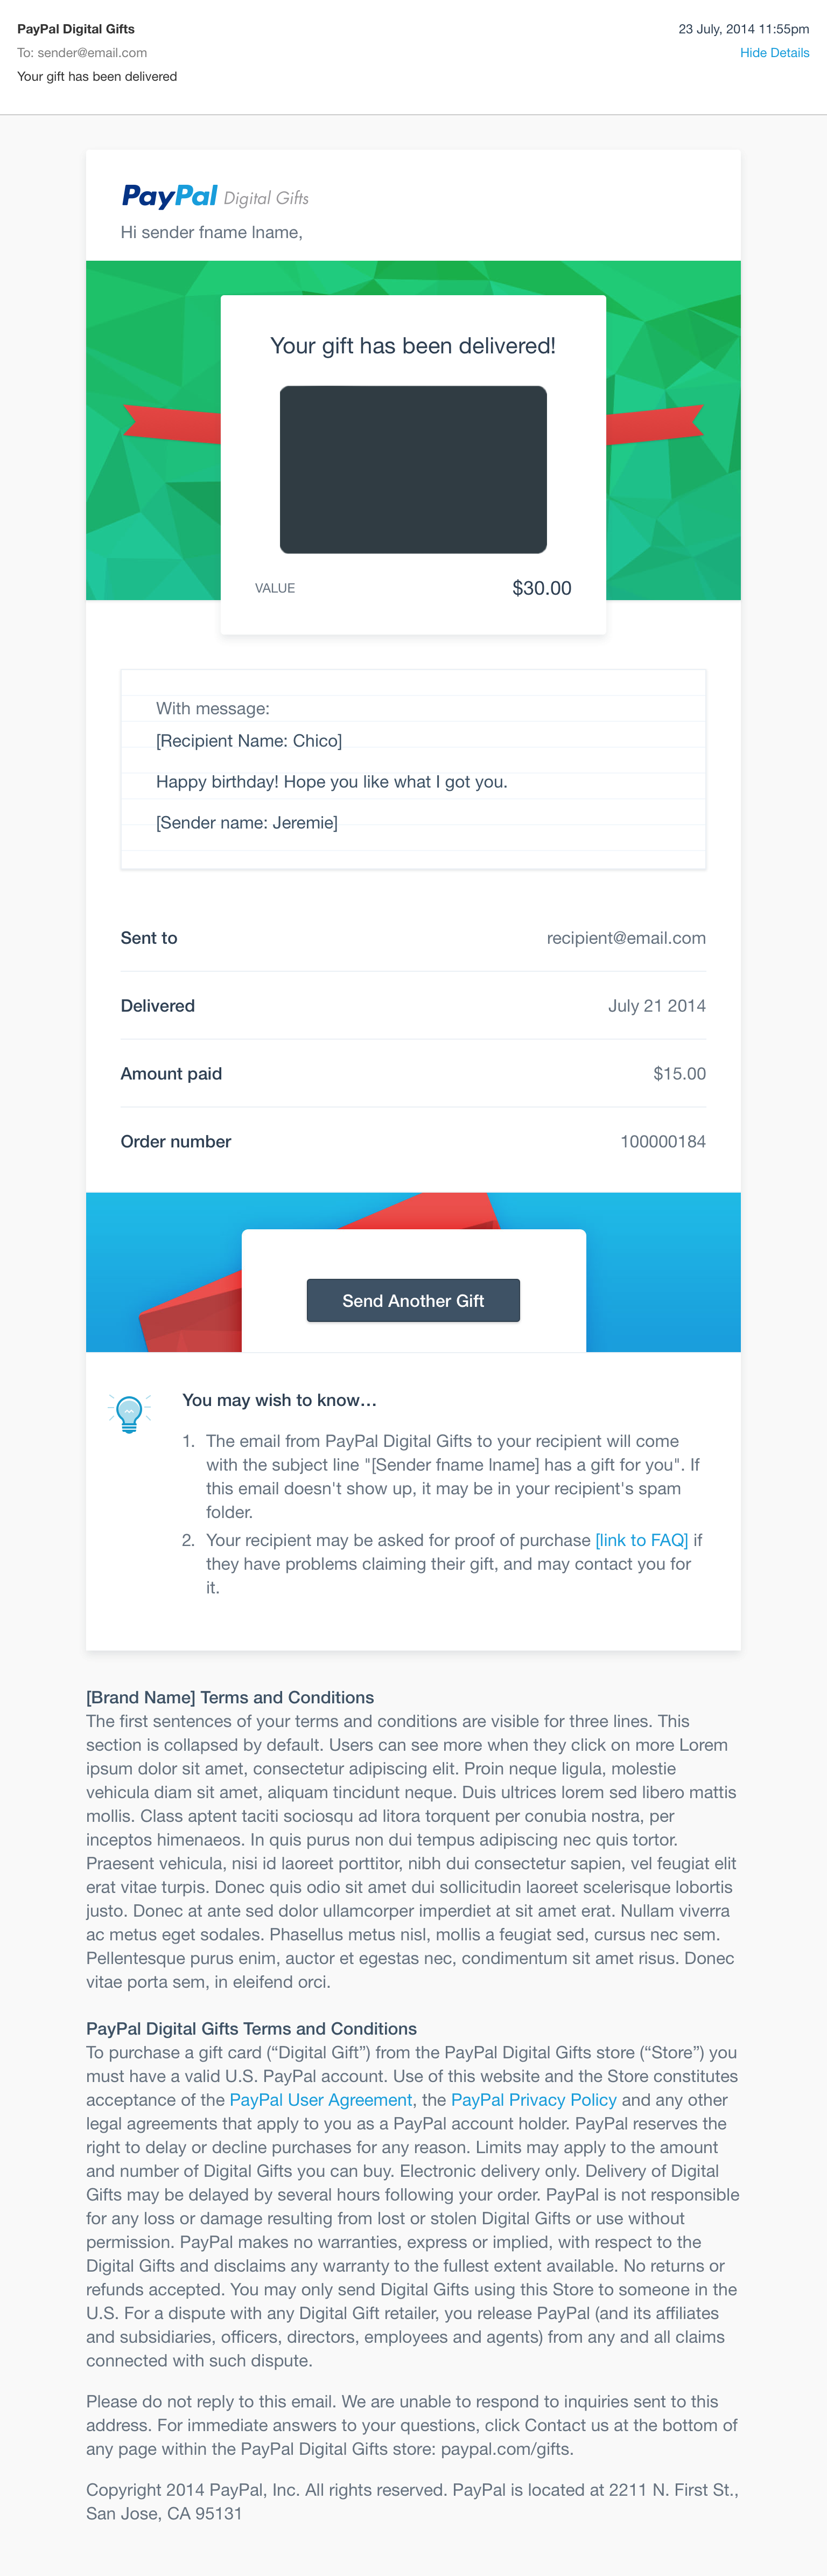 PayPal Digital Gifts
23 July, 2014 11:55pm
To: sender@email.com
Hide Details
Your gift has been delivered
PayPal Digital Gifts
Hi sender fname lname,
Your gift has been delivered!
VALUE
$30.00
With message:
[Recipient Name: Chico]
Happy birthday! Hope you like what I got you.
[Sender name: Jeremie]
Sent to
recipient@email.com
Delivered
July 21 2014
Amount paid
$15.00
Order number
100000184
Send Another Gift
You may wish to know...
1. The email from PayPal Digital Gifts to your recipient will come
with the subject line "[Sender fname lname] has a gift for you". If
this email doesn't show up, it may be in your recipient's spam
folder.
2. Your recipient may be asked for proof of purchase [link to FAQ] if
they have problems claiming their gift, and may contact you for
it.
[Brand Name] Terms and Conditions
The first sentences of your terms and conditions are visible for three lines. This
section is collapsed by default. Users can see more when they click on more Lorem
ipsum dolor sit amet, consectetur adipiscing elit. Proin neque ligula, molestie
vehicula diam sit amet, aliquam tincidunt neque. Duis ultrices lorem sed libero mattis
mollis. Class aptent taciti sociosqu ad litora torquent per conubia nostra, per
inceptos himenaeos. In quis purus non dui tempus adipiscing nec quis tortor.
Praesent vehicula, nisi id laoreet porttitor, nibh dui consectetur sapien, vel feugiat elit
erat vitae turpis. Donec quis odio sit amet dui sollicitudin laoreet scelerisque lobortis
justo. Donec at ante sed dolor ullamcorper imperdiet at sit amet erat. Nullam viverra
ac metus eget sodales. Phasellus metus nisl, mollis a feugiat sed, cursus nec sem.
Pellentesque purus enim, auctor et egestas nec, condimentum sit amet risus. Donec
vitae porta sem, in eleifend orci.
PayPal Digital Gifts Terms and Conditions
To purchase a gift card (“Digital Gift”) from the PayPal Digital Gifts store (“Store”) you
must have a valid U.S. PayPal account. Use of this website and the Store constitutes
acceptance of the PayPal User Agreement, the PayPal Privacy Policy and any other
legal agreements that apply to you as a PayPal account holder. PayPal reserves the
right to delay or decline purchases for any reason. Limits may apply to the amount
and number of Digital Gifts you can buy. Electronic delivery only. Delivery of Digital
Gifts may be delayed by several hours following your order. PayPal is not responsible
for any loss or damage resulting from lost or stolen Digital Gifts or use without
permission. PayPal makes no warranties, express or implied, with respect to the
Digital Gifts and disclaims any warranty to the fullest extent available. No returns or
refunds accepted. You may only send Digital Gifts using this Store to someone in the
U.S. For a dispute with any Digital Gift retailer, you release PayPal (and its affiliates
and subsidiaries, officers, directors, employees and agents) from any and all claims
connected with such dispute.
Please do not reply to this email. We are unable to respond to inquiries sent to this
address. For immediate answers to your questions, click Contact us at the bottom of
any page within the PayPal Digital Gifts store: paypal.com/gifts.
Copyright 2014 PayPal, Inc. All rights reserved. PayPal is located at 2211 N. First St.,
San Jose, CA 95131